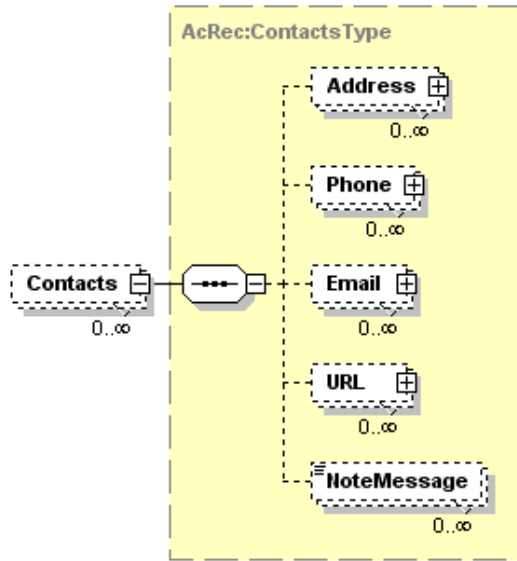 AcRec:ContactsType
Address
0..∞
Phone
0..∞
Contacts
0..∞
Email
0..∞
URL
0..∞
NoteMessage
0..∞